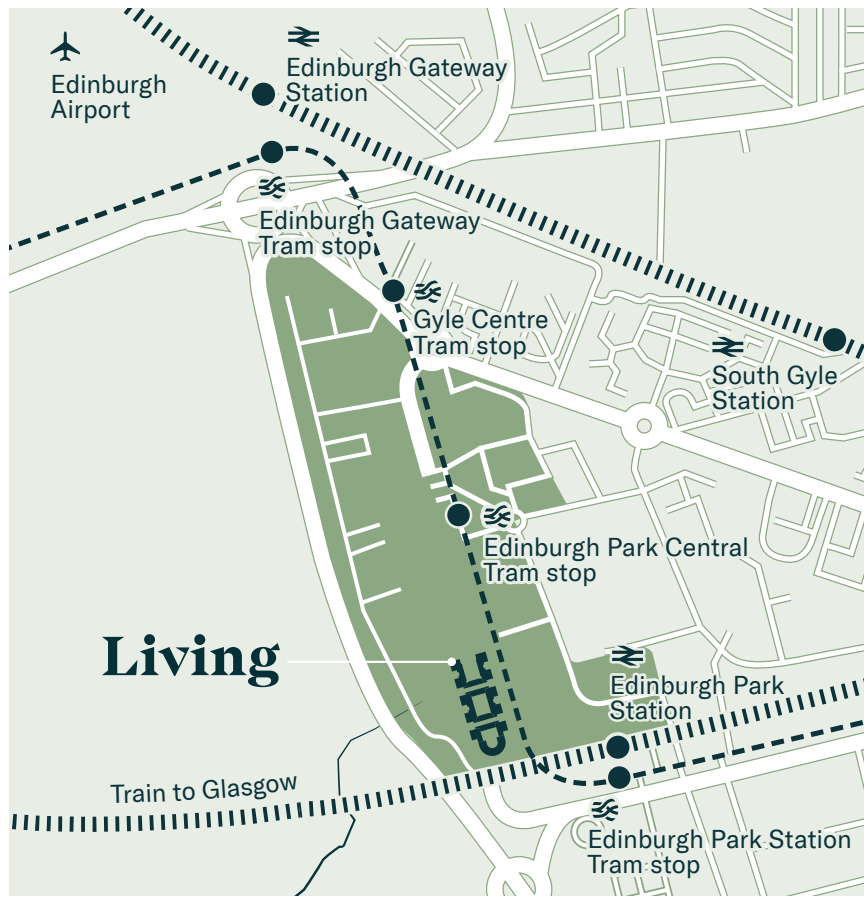 Edinburgh
Airport
Edinburgh Gateway
Station
Edinburgh Gateway
Tram stop
Gyle Centre
Tram stop
South Gyle
Station
Edinburgh Park Central
Tram stop
Living
Edinburgh Park
Station
Train to Glasgow
Edinburgh Park Station
Tram stop